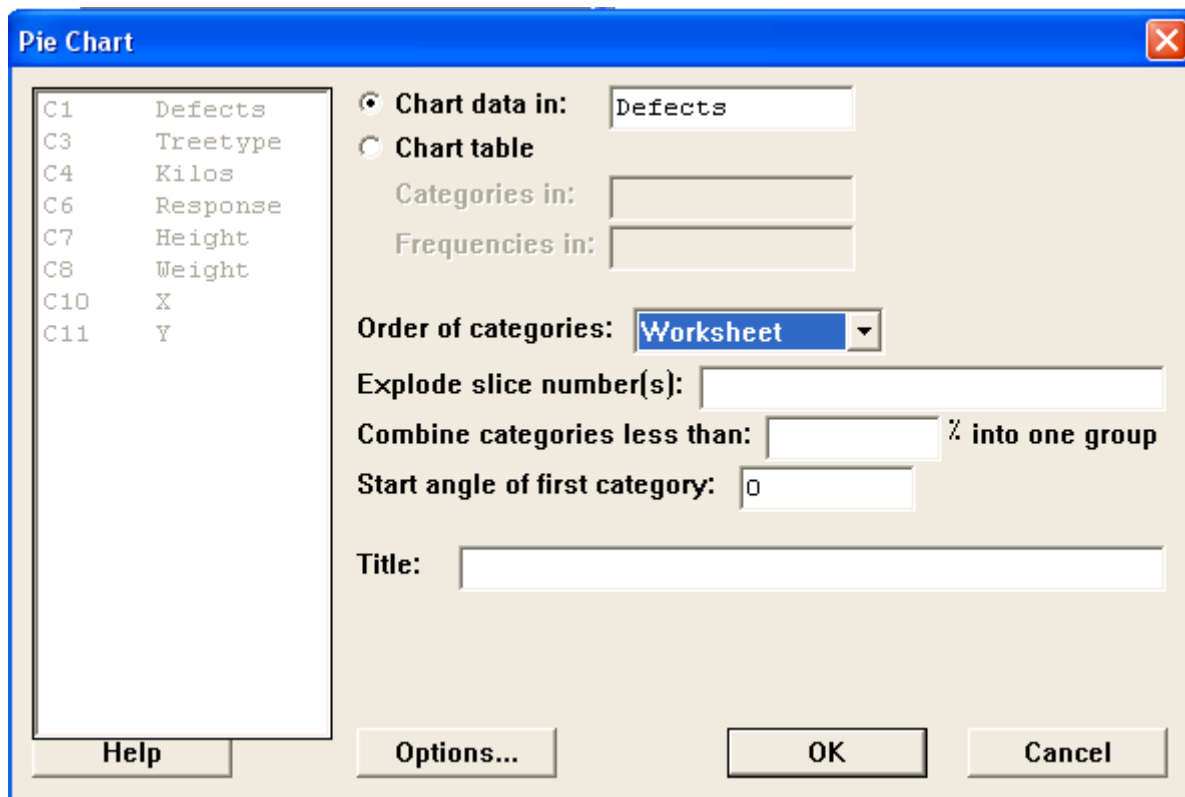 Pie Chart
C1 Defects
C3 Treetype
C4 Kilos
C6 Response
C7 Height
C8 Weight
C10 X
C11 Y
Chart data in: Defects
Chart table
Categories in:
Frequencies in:
Order of categories: Worksheet
Explode slice number(s):
Combine categories less than: % into one group
Start angle of first category: 0
Title:
Help Options... OK Cancel